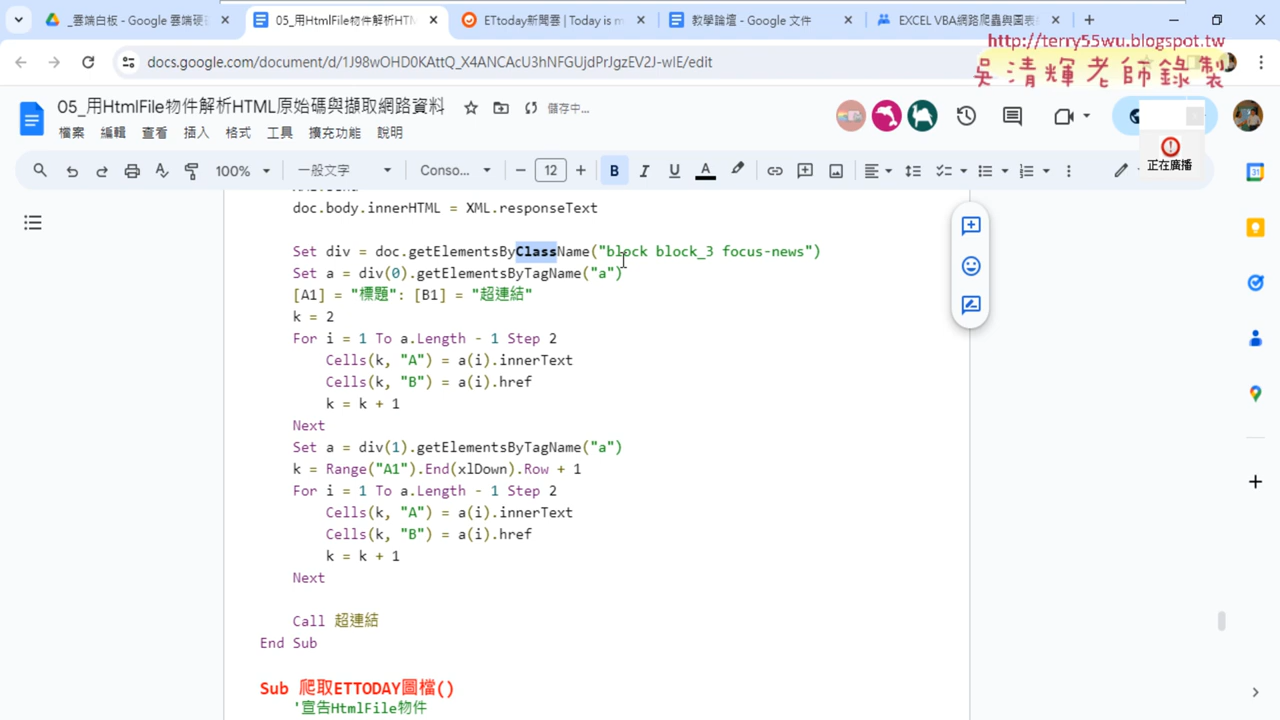 _雲端白板 - Google 雲端硬
05_用HtmlFile物件解析HTM
ETtoday新聞雲 | Today is m
教學論壇 - Google 文件
EXCEL VBA網路爬蟲與圖表
http://terry55wu.blogspot.tw
docs.google.com/document/d/1J98wOHD0KAttQ_X4ANCAcU3hNFGUjdPrJgzEV2J-wIE/edit
吳清輝老師錄製
05_用HtmlFile物件解析HTML原始碼與擷取網路資料
儲存中...
檔案 編輯 查看 插入 格式 工具 擴充功能 說明
正在廣播
100% 一般文字 Conso... 12 B I U A
doc.body.innerHTML = XML.responseText
Set div = doc.getElementsByClassName("block block_3 focus-news")
Set a = div(0).getElementsByTagName("a")
[A1] = "標題": [B1] = "超連結"
k = 2
For i = 1 To a.Length - 1 Step 2
Cells(k, "A") = a(i).innerText
Cells(k, "B") = a(i).href
k = k + 1
Next
Set a = div(1).getElementsByTagName("a")
k = Range("A1").End(xlDown).Row + 1
For i = 1 To a.Length - 1 Step 2
Cells(k, "A") = a(i).innerText
Cells(k, "B") = a(i).href
k = k + 1
Next
Call 超連結
End Sub
Sub 爬取ETTODAY圖檔()
'宣告HtmlFile物件